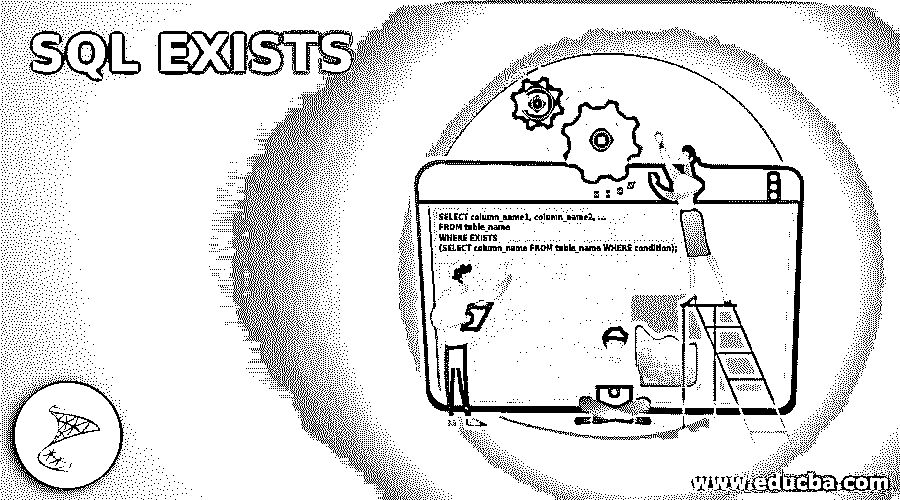 SQL EXISTS
SELECT column_name1, column_name2, ...
FROM table_name
WHERE EXISTS
(SELECT column_name FROM table_name WHERE condition);
www.educba.com